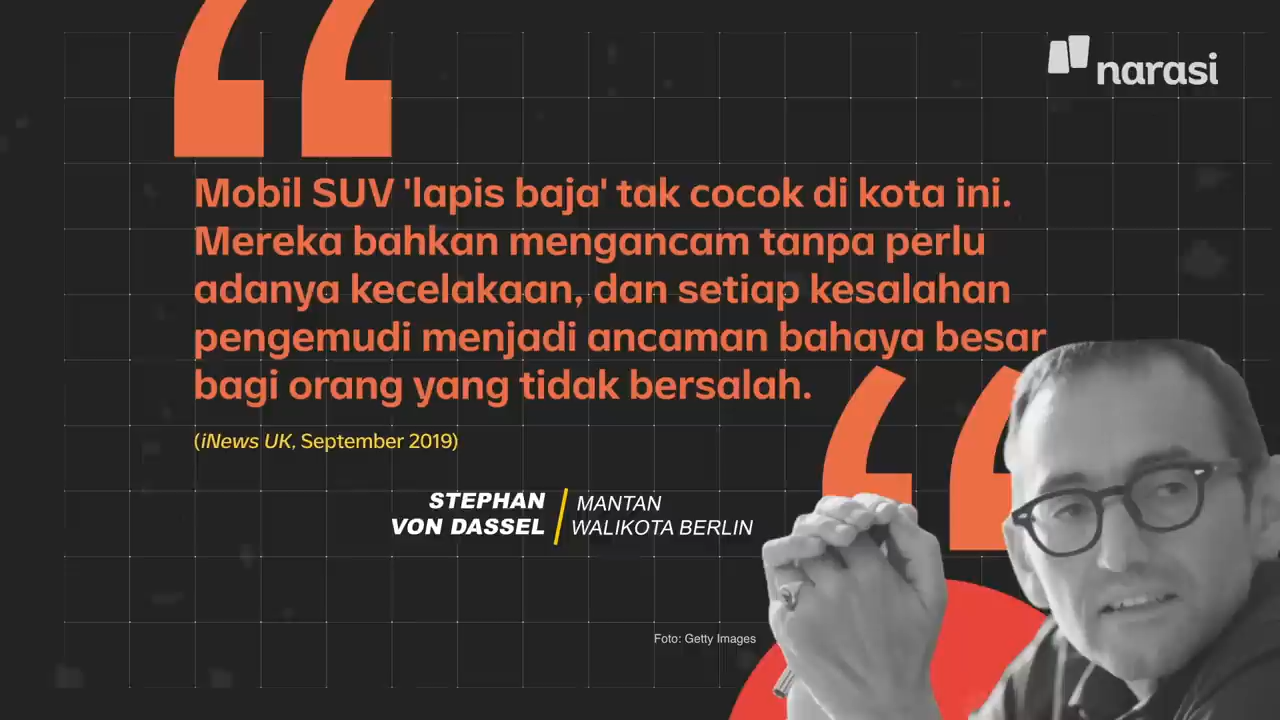 narasi
Mobil SUV 'lapis baja' tak cocok di kota ini.
Mereka bahkan mengancam tanpa perlu
adanya kecelakaan, dan setiap kesalahan
pengemudi menjadi ancaman bahaya besar
bagi orang yang tidak bersalah.
(iNews UK, September 2019)
STEPHAN
VON DASSEL
MANTAN
WALIKOTA BERLIN
Foto: Getty Images